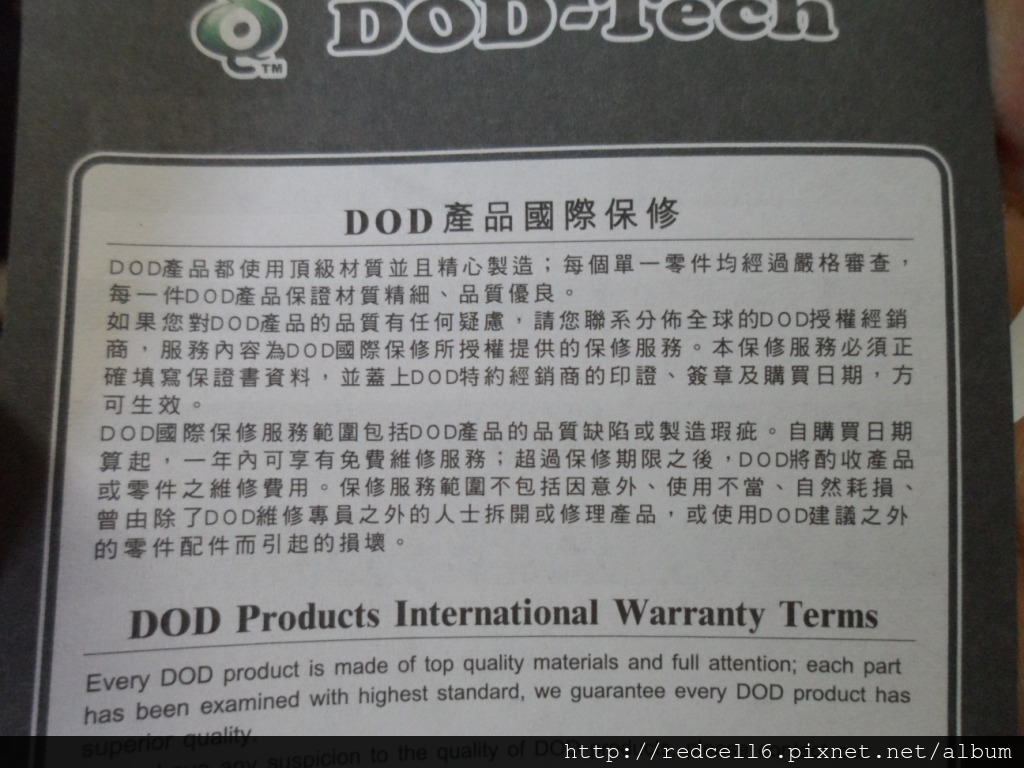 TM
DOD-Tech
DOD產品國際保修
DOD產品都使用頂級材質並且精心製造；每個單一零件均經過嚴格審查，
每一件DOD產品保證材質精細、品質優良。
如果您對DOD產品的品質有任何疑慮，請您聯系分佈全球的DOD授權經銷
商，服務內容為DOD國際保修所授權提供的保修服務。本保修服務必須正
確填寫保證書資料，並蓋上DOD特約經銷商的印證、簽章及購買日期，方
可生效。
DOD國際保修服務範圍包括DOD產品的品質缺陷或製造瑕疵。自購買日期
算起，一年內可享有免費維修服務；超過保修期限之後，DOD將酌收產品
或零件之維修費用。保修服務範圍不包括因意外、使用不當、自然耗損、
曾由除了DOD維修專員之外的人士拆開或修理產品，或使用DOD建議之外
的零件配件而引起的損壞。
DOD Products International Warranty Terms
Every DOD product is made of top quality materials and full attention; each part
has been examined with highest standard, we guarantee every DOD product has
superior quality.
any suspicion to the quality of DOD
http://redcell6.pixnet.net/album